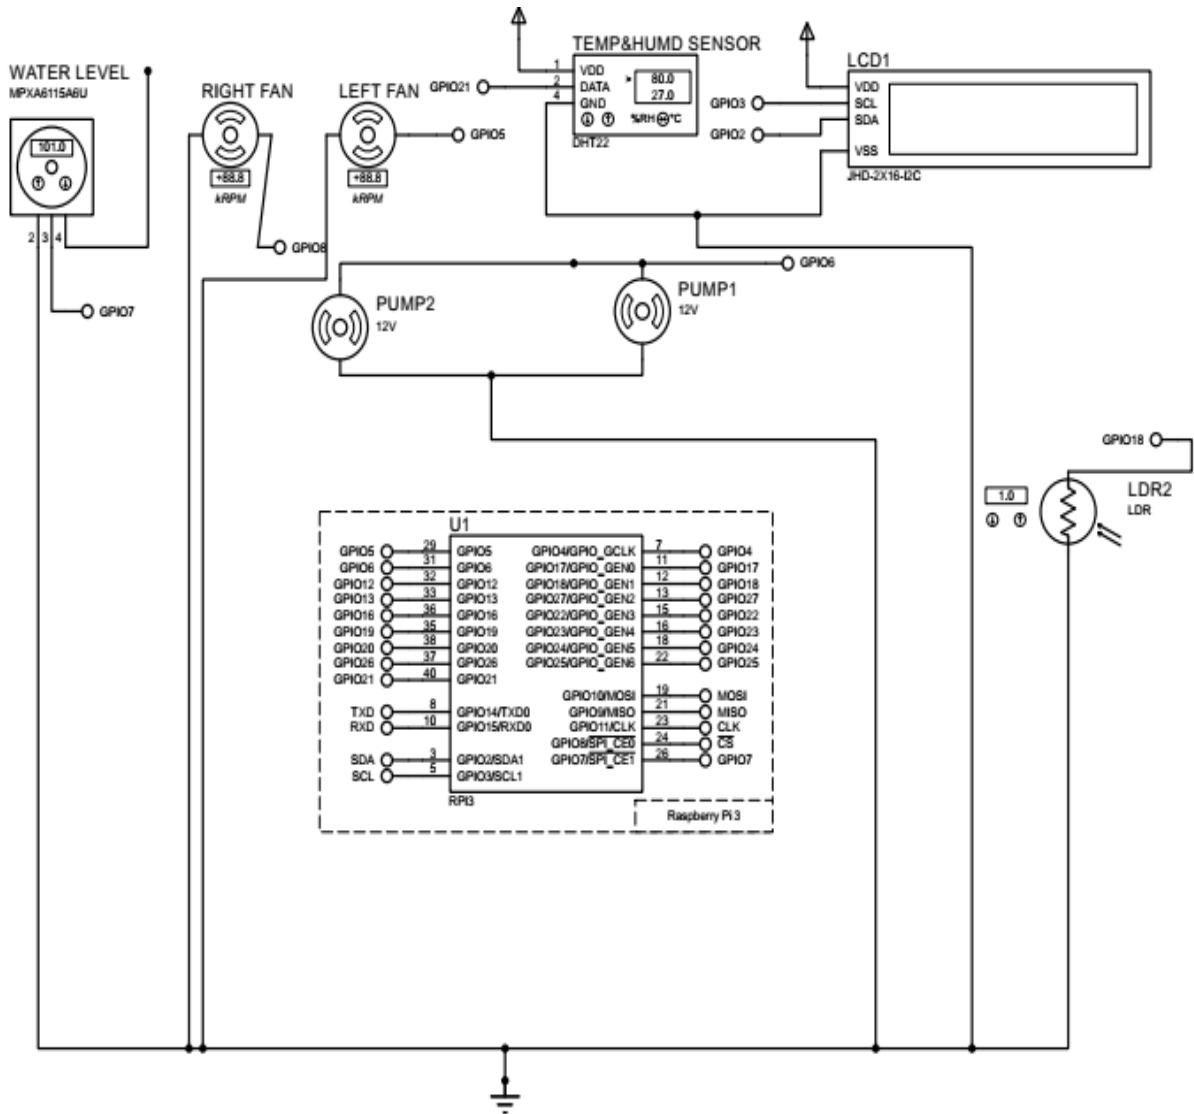 WATER LEVEL
MPXA6115A6U
101.0
2 3 4
GPIO7
RIGHT FAN
+88.8
kRPM
GPIO8
LEFT FAN
+88.8
kRPM
GPIO5
TEMP&HUMD SENSOR
GPIO21
1 VDD
2 DATA
4 GND
80.0
27.0
%RH °C
DHT22
LCD1
GPIO3
GPIO2
VDD
SCL
SDA
VSS
JHD-2X16-I2C
GPIO6
PUMP2
12V
PUMP1
12V
GPIO18
1.0
LDR2
LDR
U1
GPIO5 29 GPIO5 GPIO4/GPIO_GCLK 7 GPIO4
GPIO6 31 GPIO6 GPIO17/GPIO_GEN0 11 GPIO17
GPIO12 32 GPIO12 GPIO18/GPIO_GEN1 12 GPIO18
GPIO13 33 GPIO13 GPIO27/GPIO_GEN2 13 GPIO27
GPIO16 36 GPIO16 GPIO22/GPIO_GEN3 15 GPIO22
GPIO19 35 GPIO19 GPIO23/GPIO_GEN4 16 GPIO23
GPIO20 38 GPIO20 GPIO24/GPIO_GEN5 18 GPIO24
GPIO26 37 GPIO26 GPIO25/GPIO_GEN6 22 GPIO25
GPIO21 40 GPIO21
GPIO10/MOSI 19 MOSI
TXD 8 GPIO14/TXD0 GPIO9/MISO 21 MISO
RXD 10 GPIO15/RXD0 GPIO11/CLK 23 CLK
GPIO8/SPI_CE0 24 CS
SDA 3 GPIO2/SDA1 GPIO7/SPI_CE1 26 GPIO7
SCL 5 GPIO3/SCL1
RPI3
Raspberry Pi 3